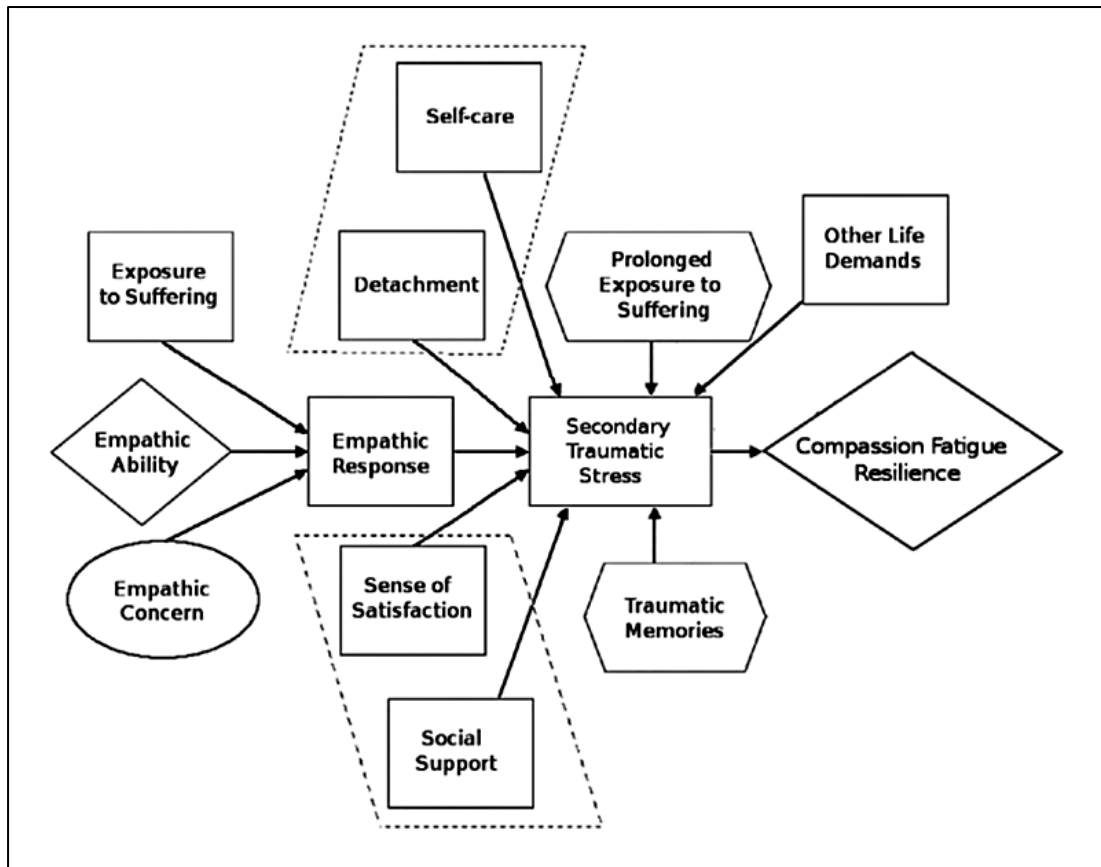 Self-care
Other Life
Demands
Exposure
to Suffering
Detachment
Prolonged
Exposure to
Suffering
Empathic
Ability
Empathic
Response
Secondary
Traumatic
Stress
Compassion Fatigue
Resilience
Empathic
Concern
Sense of
Satisfaction
Traumatic
Memories
Social
Support